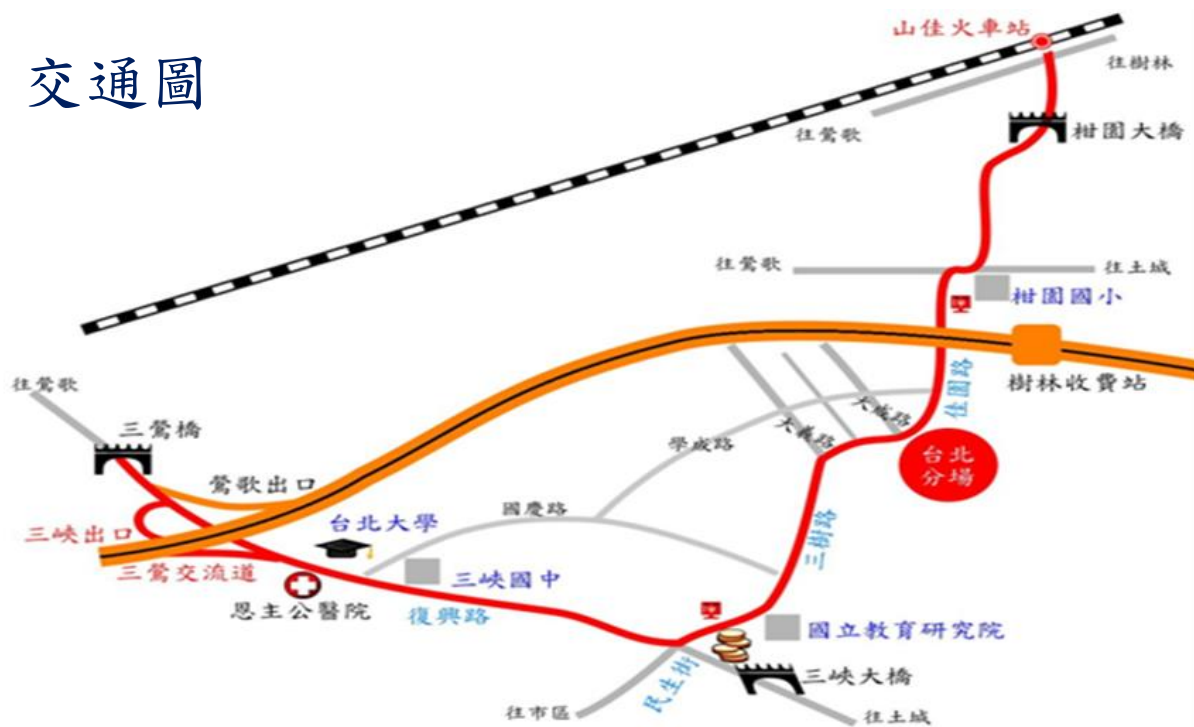 交通圖
山佳火車站
往樹林
往鶯歌
柑園大橋
往鶯歌
往土城
柑園國小
樹林收費站
佳園路
往鶯歌
三鶯橋
大成路
大義路
學成路
台北
分場
鶯歌出口
國慶路
台北大學
三峽出口
三樹路
三鶯交流道
三峽國中
恩主公醫院
復興路
國立教育研究院
三峽大橋
民生街
往市區
往土城